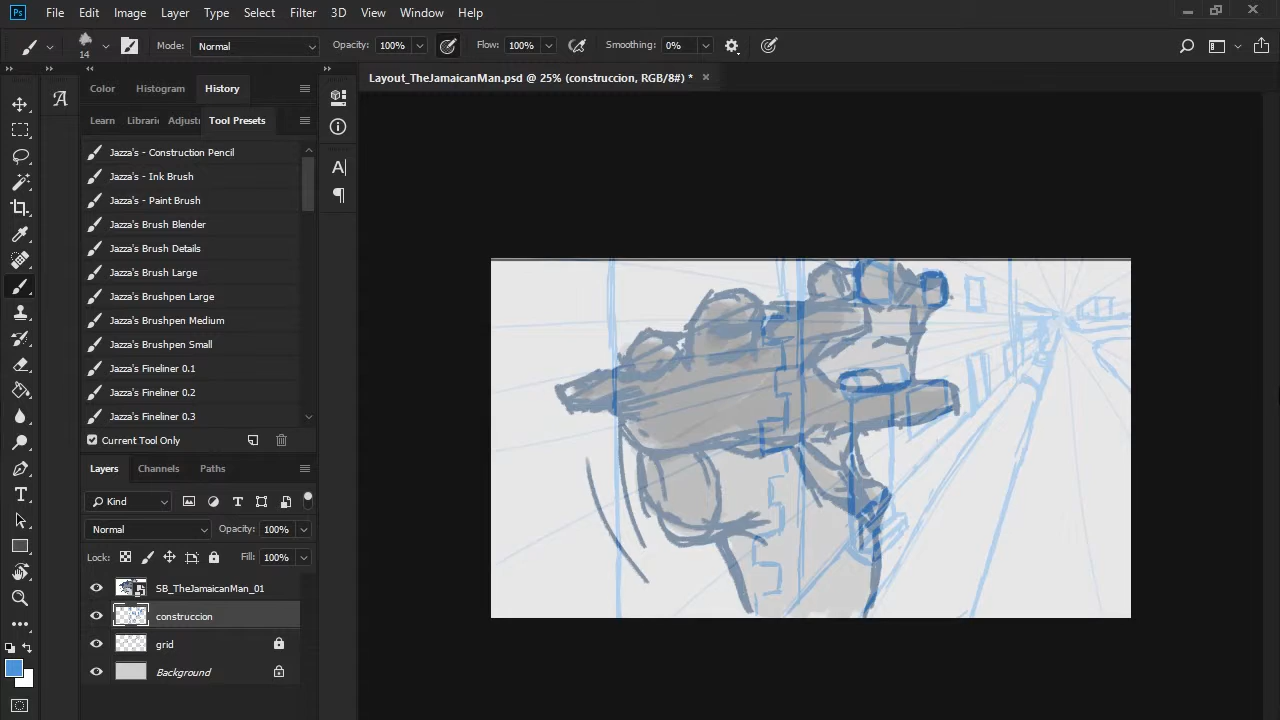 Ps File Edit Image Layer Type Select Filter 3D View Window Help
14 Mode: Normal Opacity: 100% Flow: 100% Smoothing: 0%
Layout_TheJamaicanMan.psd @ 25% (construccion, RGB/8#) *
Color Histogram History
Learn Librari Adjust Tool Presets
Jazza's - Construction Pencil
Jazza's - Ink Brush
Jazza's - Paint Brush
Jazza's Brush Blender
Jazza's Brush Details
Jazza's Brush Large
Jazza's Brushpen Large
Jazza's Brushpen Medium
Jazza's Brushpen Small
Jazza's Fineliner 0.1
Jazza's Fineliner 0.2
Jazza's Fineliner 0.3
Current Tool Only
Layers Channels Paths
Kind
Normal Opacity: 100%
Lock: Fill: 100%
SB_TheJamaicanMan_01
construccion
grid
Background